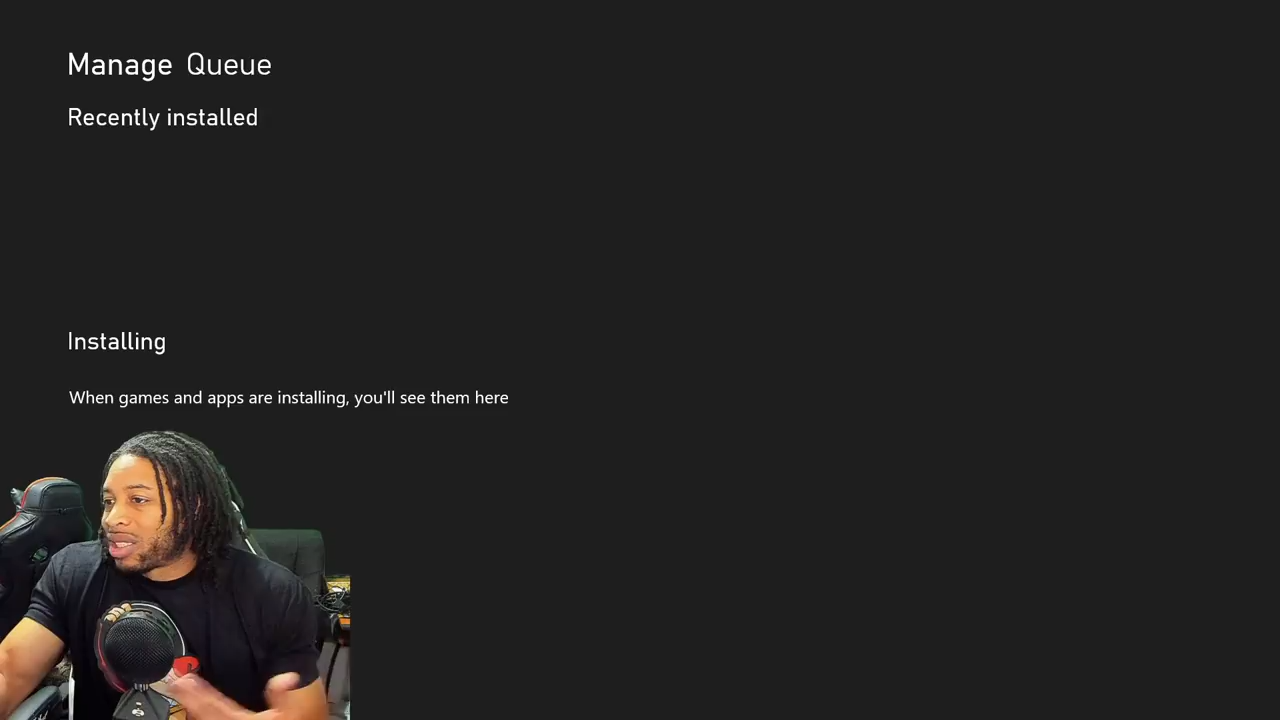 Manage Queue
Recently installed
Installing
When games and apps are installing, you'll see them here